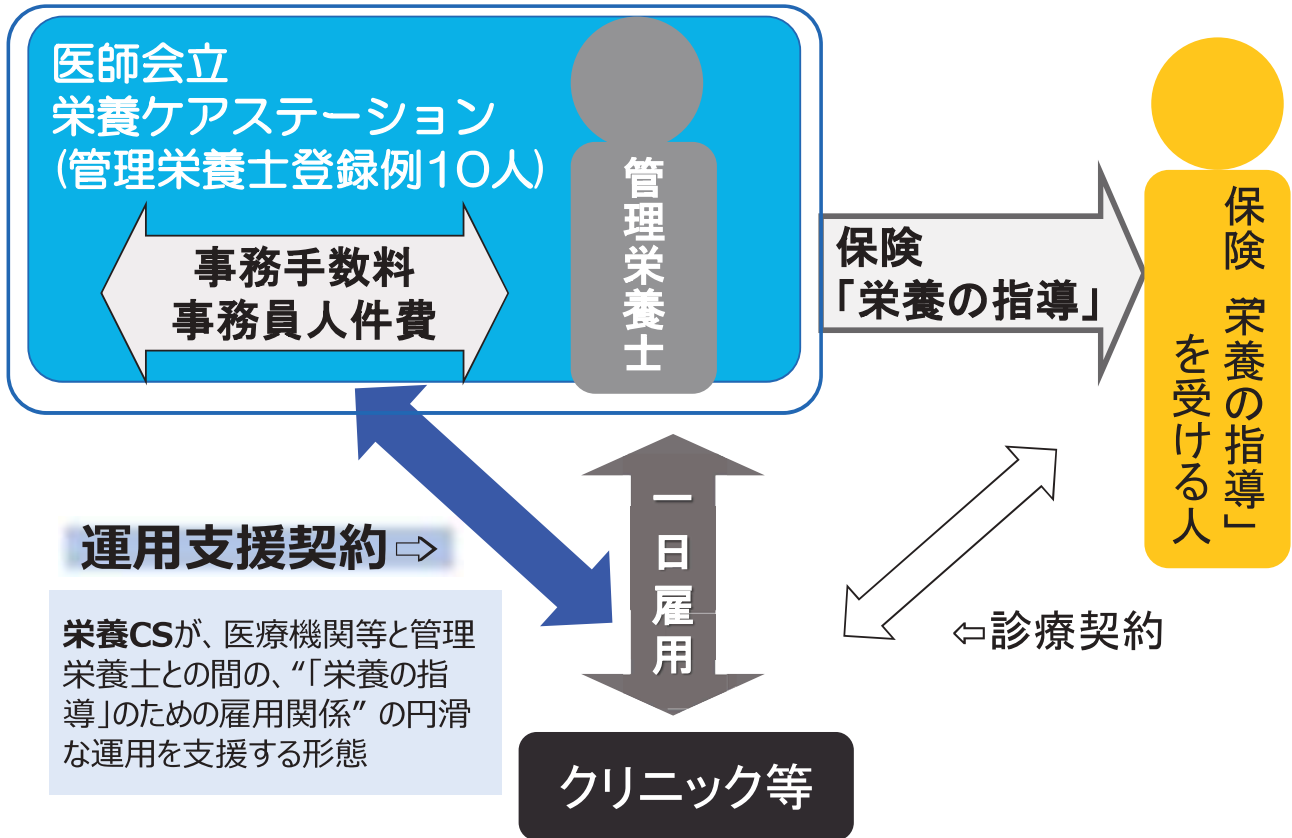 医師会立
栄養ケアステーション
(管理栄養士登録例10人)
事務手数料
事務員人件費
管理栄養士
保険
「栄養の指導」
保険「栄養の指導」
を受ける人
一日雇用
運用支援契約⇨
栄養CSが、医療機関等と管理
栄養士との間の、“「栄養の指
導」のための雇用関係” の円滑
な運用を支援する形態
⇦診療契約
クリニック等